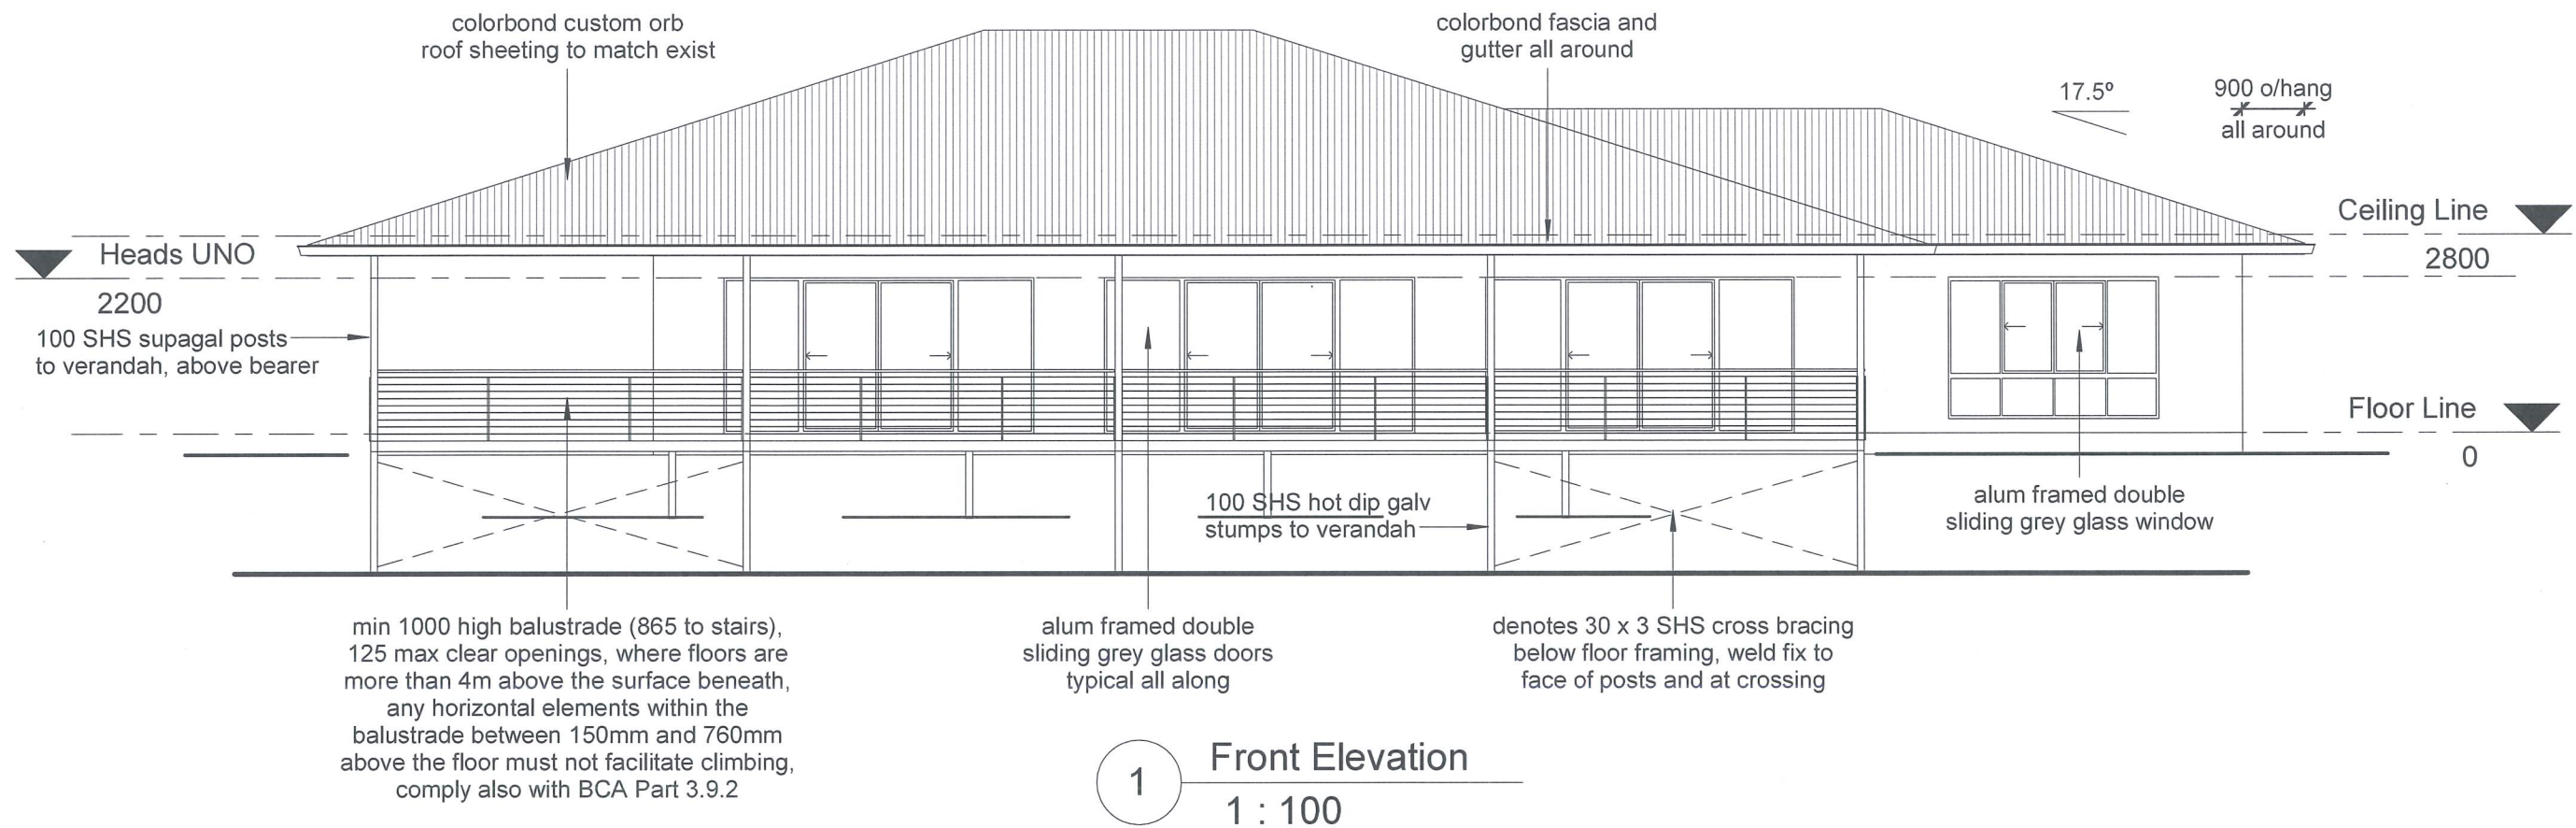 colorbond custom orb
roof sheeting to match exist
colorbond fascia and
gutter all around
17.5º
900 o/hang
all around
Ceiling Line
2800
Heads UNO
2200
100 SHS supagal posts
to verandah, above bearer
Floor Line
0
100 SHS hot dip galv
stumps to verandah
alum framed double
sliding grey glass window
min 1000 high balustrade (865 to stairs),
125 max clear openings, where floors are
more than 4m above the surface beneath,
any horizontal elements within the
balustrade between 150mm and 760mm
above the floor must not facilitate climbing,
comply also with BCA Part 3.9.2
alum framed double
sliding grey glass doors
typical all along
denotes 30 x 3 SHS cross bracing
below floor framing, weld fix to
face of posts and at crossing
1
Front Elevation
1 : 100